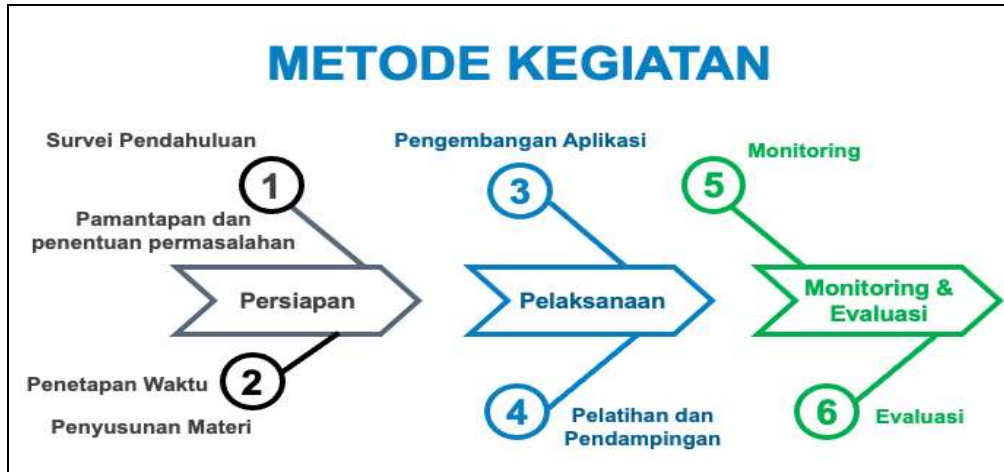 METODE KEGIATAN
Survei Pendahuluan
1
Pamantapan dan
penentuan permasalahan
Persiapan
2
Penetapan Waktu
Penyusunan Materi
Pengembangan Aplikasi
3
Pelaksanaan
4
Pelatihan dan
Pendampingan
Monitoring
5
Monitoring &
Evaluasi
6
Evaluasi